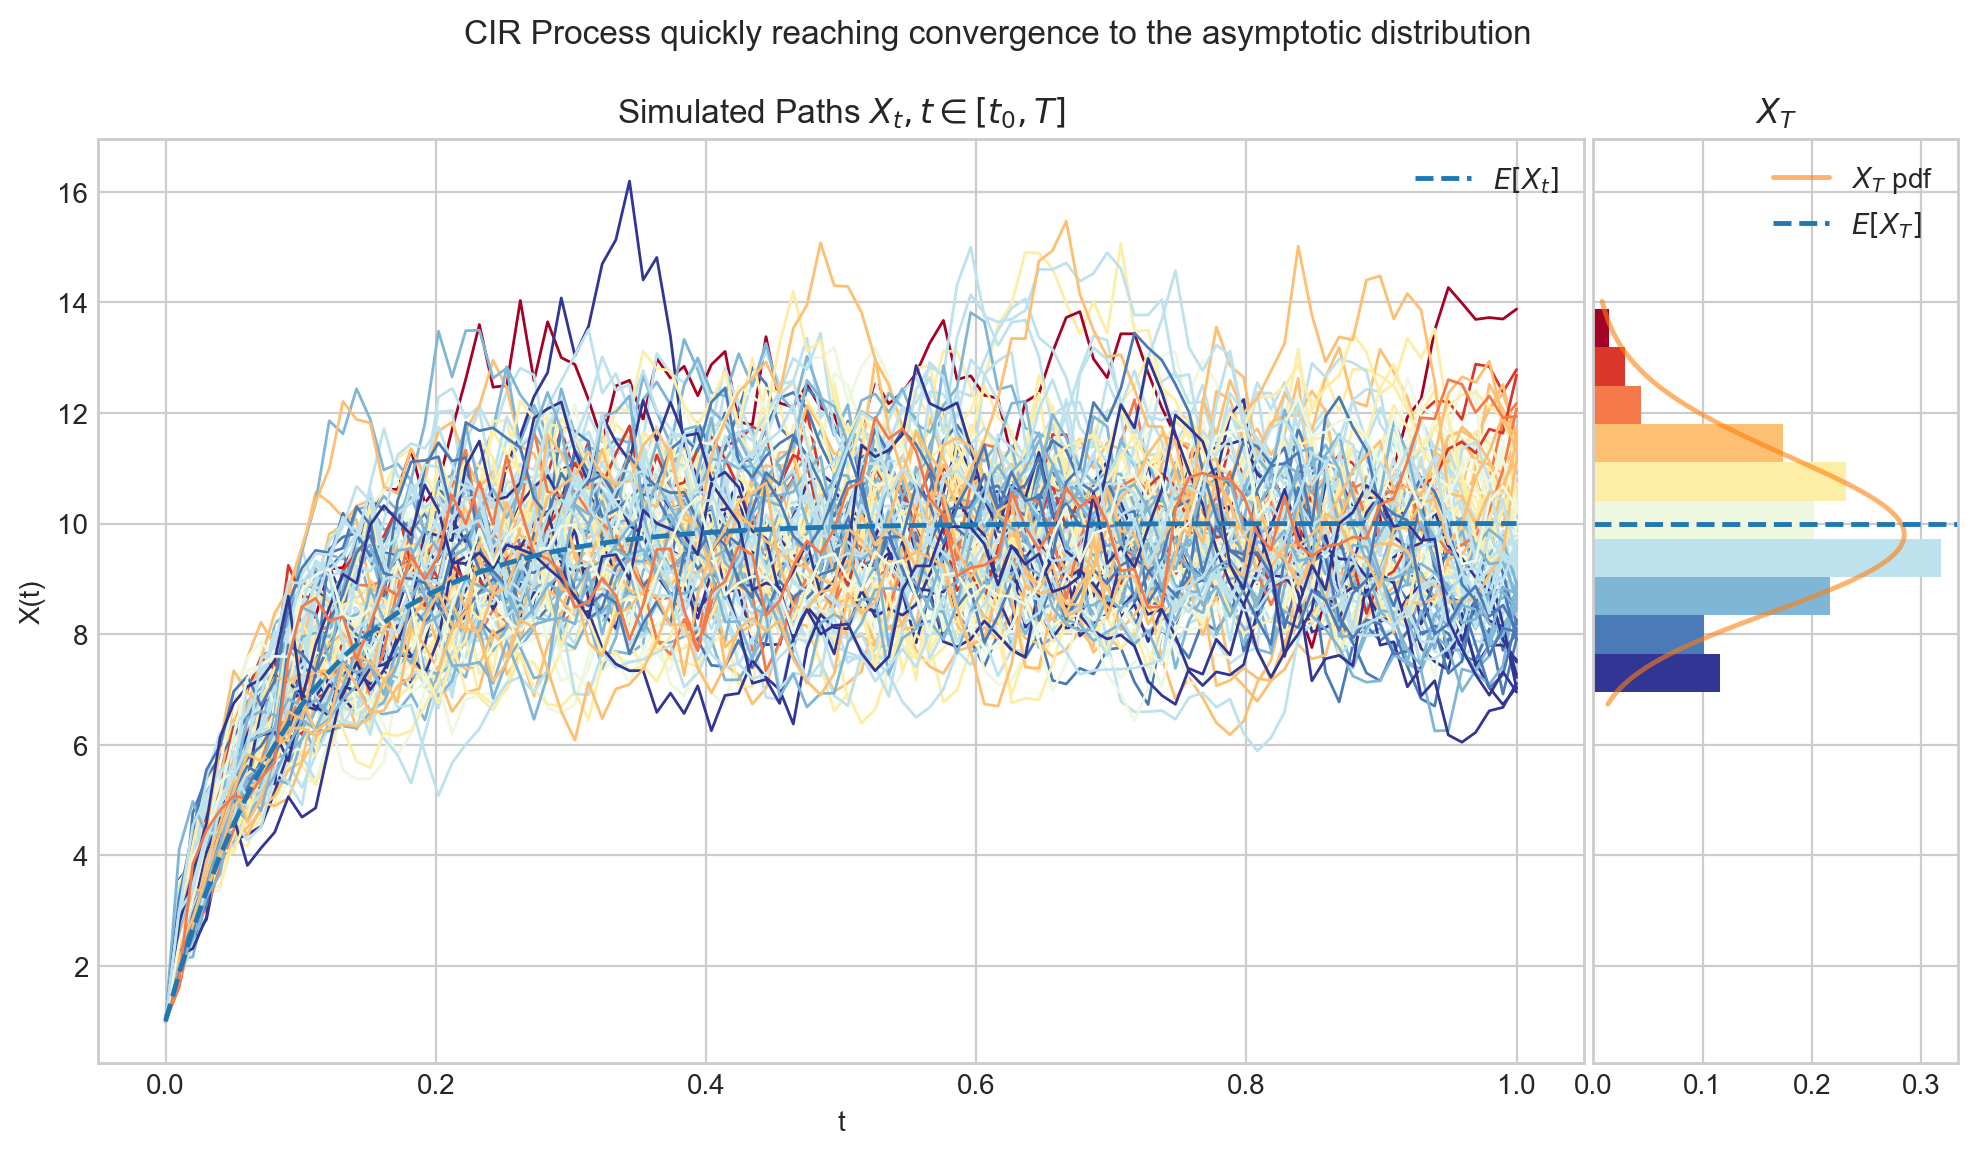 CIR Process quickly reaching convergence to the asymptotic distribution
Simulated Paths $X_t, t \in [t_0, T]$
$X_T$
16
14
12
10
8
6
4
2
X(t)
$E[X_t]$
$X_T$ pdf
$E[X_T]$
0.0 0.2 0.4 0.6 0.8 1.0
0.0 0.1 0.2 0.3
t